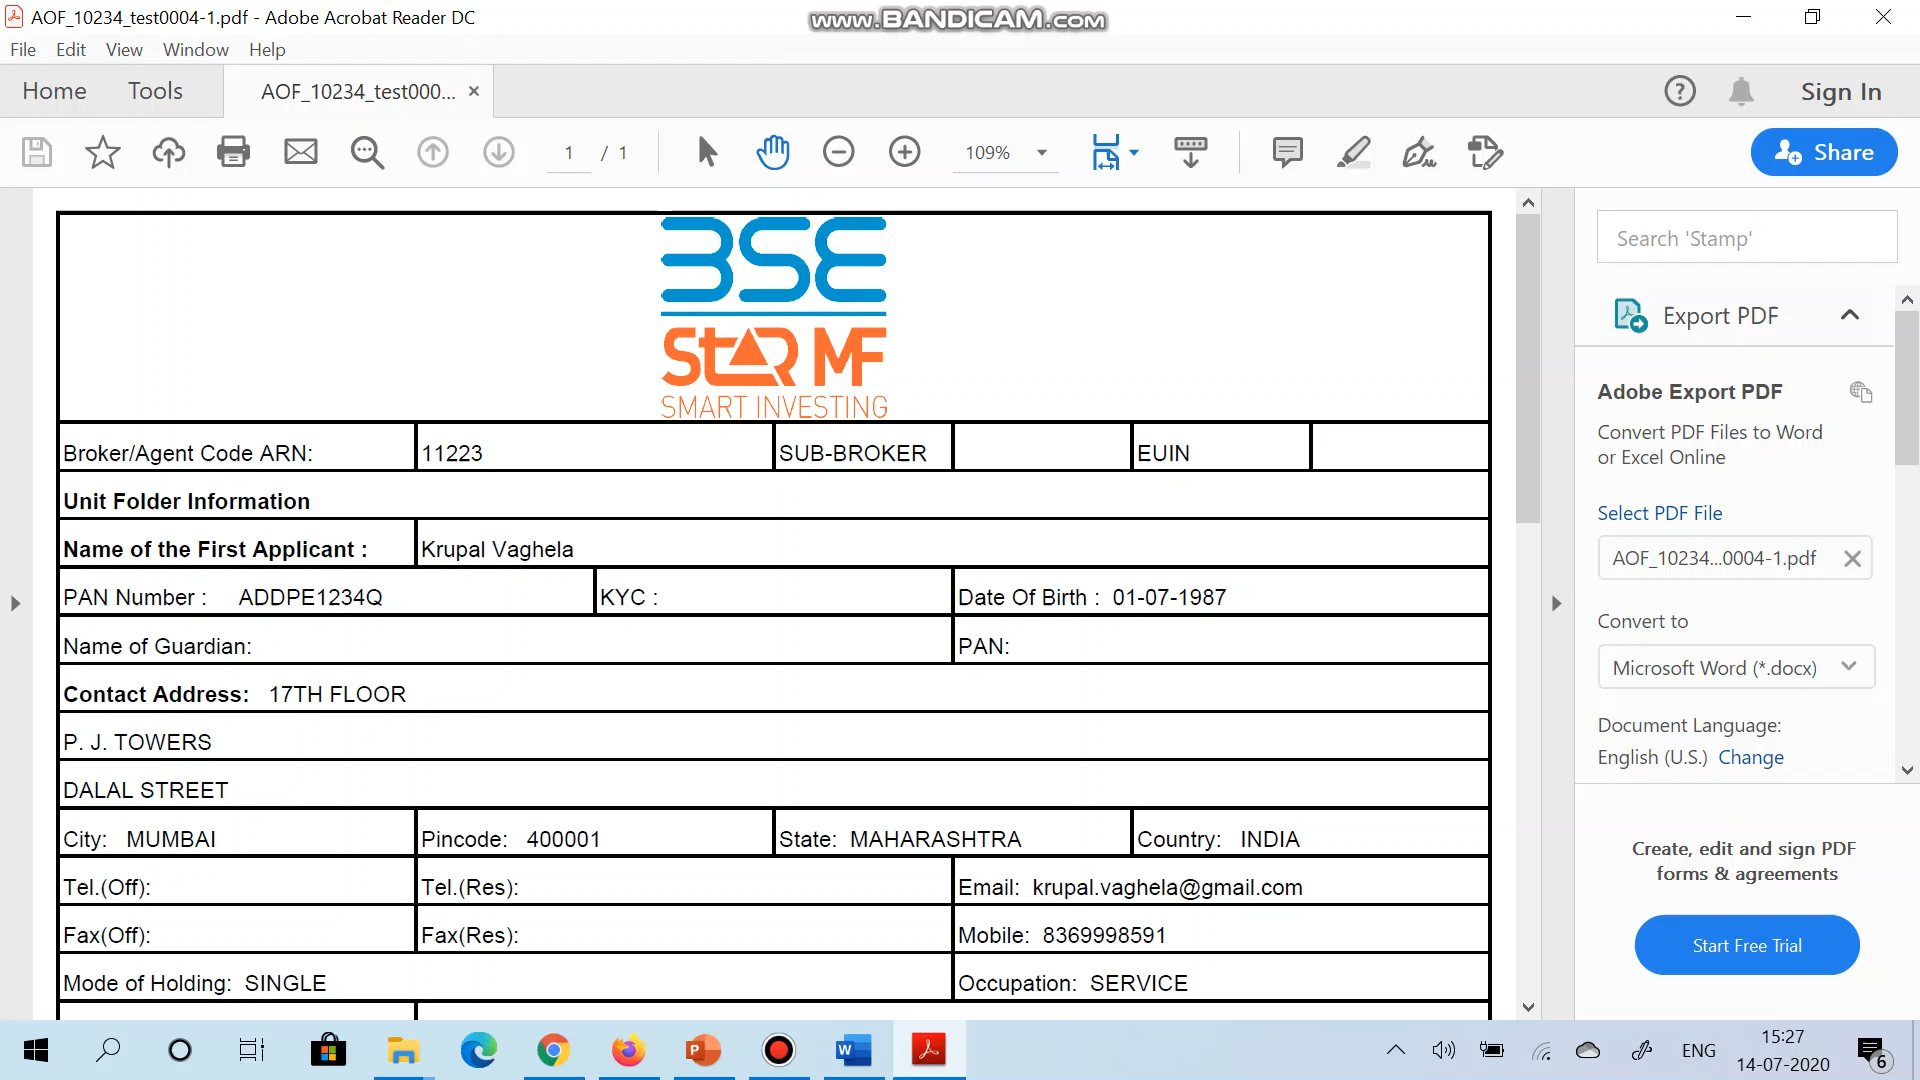 AOF_10234_test0004-1.pdf - Adobe Acrobat Reader DC
www.BANDICAM.com
File Edit View Window Help
Home Tools AOF_10234_test000... × Sign In
1 / 1 109% Share
BSE
StAR MF
SMART INVESTING
Broker/Agent Code ARN: 11223 SUB-BROKER EUIN
Unit Folder Information
Name of the First Applicant : Krupal Vaghela
PAN Number : ADDPE1234Q KYC : Date Of Birth : 01-07-1987
Name of Guardian: PAN:
Contact Address: 17TH FLOOR
P. J. TOWERS
DALAL STREET
City: MUMBAI Pincode: 400001 State: MAHARASHTRA Country: INDIA
Tel.(Off): Tel.(Res): Email: krupal.vaghela@gmail.com
Fax(Off): Fax(Res): Mobile: 8369998591
Mode of Holding: SINGLE Occupation: SERVICE
Search 'Stamp'
Export PDF
Adobe Export PDF
Convert PDF Files to Word
or Excel Online
Select PDF File
AOF_10234...0004-1.pdf
Convert to
Microsoft Word (*.docx)
Document Language:
English (U.S.) Change
Create, edit and sign PDF
forms & agreements
Start Free Trial
ENG
15:27
14-07-2020
6